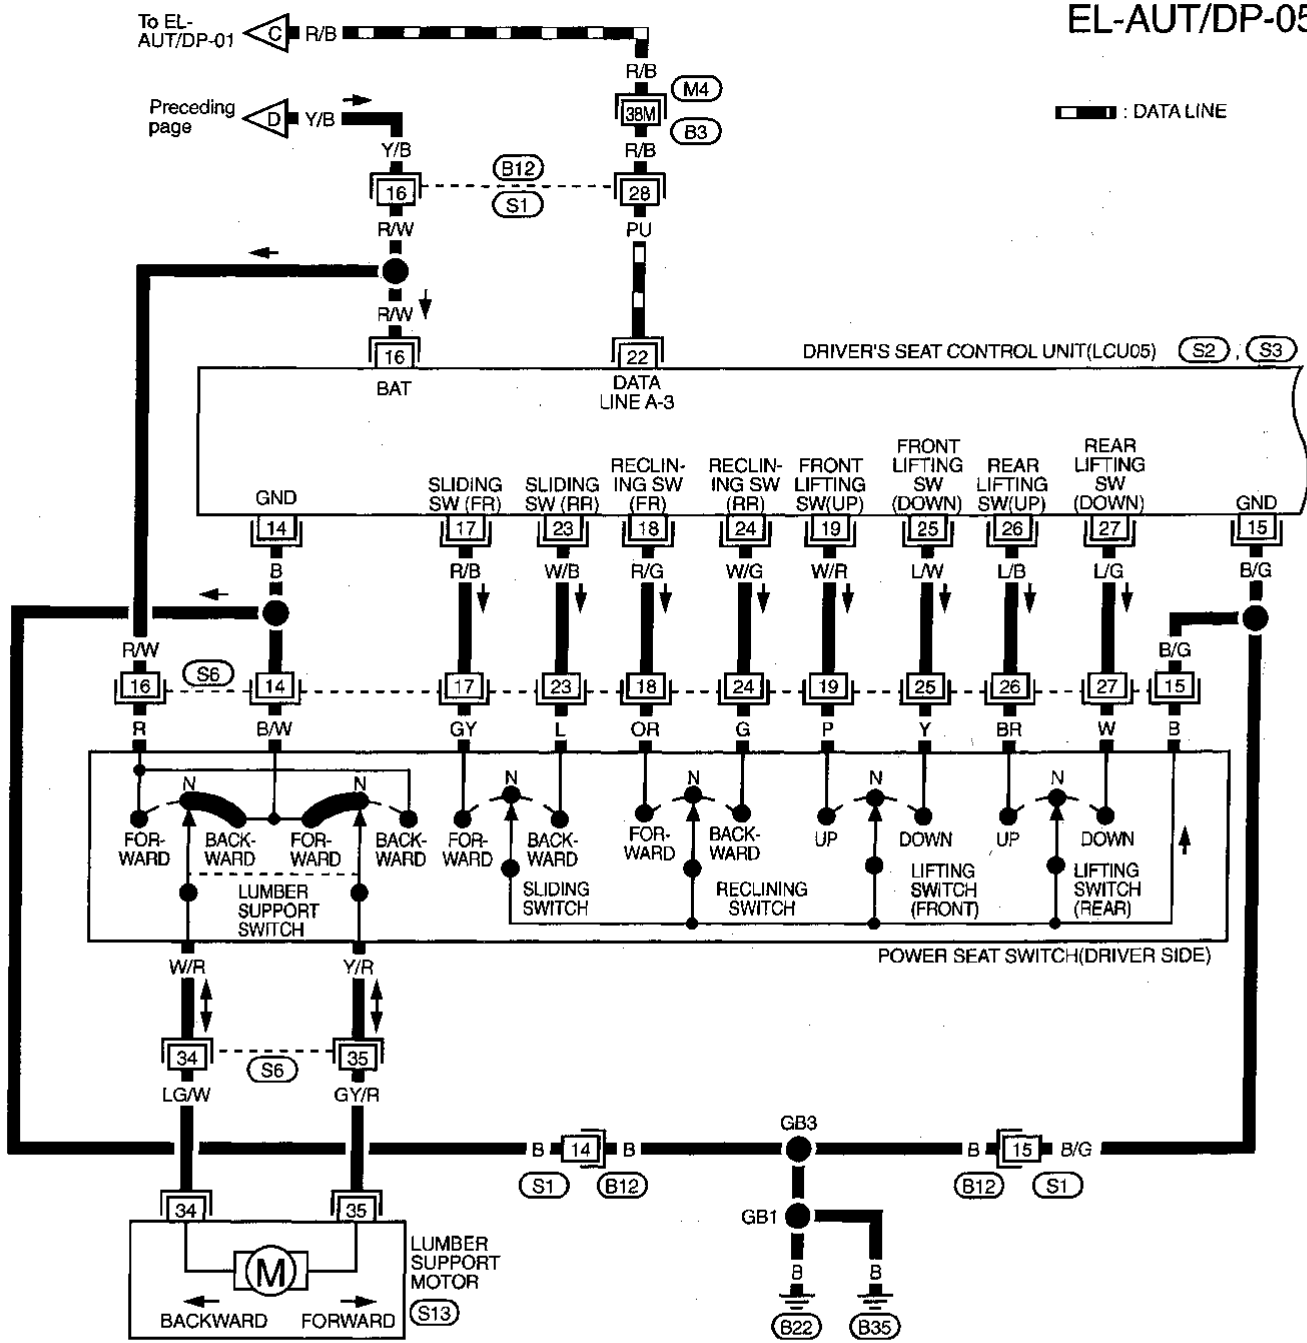 EL-AUT/DP-05
To EL-
AUT/DP-01
C
R/B
R/B
M4
38M
B3
R/B
: DATA LINE
Preceding
page
D
Y/B
Y/B
B12
16
28
S1
R/W
PU
R/W
16
22
DRIVER'S SEAT CONTROL UNIT(LCU05)
S2 , S3
BAT
DATA
LINE A-3
GND
SLIDING
SW (FR)
SLIDING
SW (RR)
RECLIN-
ING SW
(FR)
RECLIN-
ING SW
(RR)
FRONT
LIFTING
SW(UP)
FRONT
LIFTING
SW
(DOWN)
REAR
LIFTING
SW(UP)
REAR
LIFTING
SW
(DOWN)
GND
14 17 23 18 24 19 25 26 27 15
B R/B W/B R/G W/G W/R L/W L/B L/G B/G
R/W
B/G
16 S6 14 17 23 18 24 19 25 26 27 15
R B/W GY L OR G P Y BR W B
N N N N N N
FOR-
WARD
BACK-
WARD
FOR-
WARD
BACK-
WARD
FOR-
WARD
BACK-
WARD
FOR-
WARD
BACK-
WARD
UP DOWN UP DOWN
LUMBER
SUPPORT
SWITCH
SLIDING
SWITCH
RECLINING
SWITCH
LIFTING
SWITCH
(FRONT)
LIFTING
SWITCH
(REAR)
POWER SEAT SWITCH(DRIVER SIDE)
W/R Y/R
34 S6 35
LG/W GY/R
GB3
B 14 B
B 15 B/G
S1 B12
B12 S1
34 35
GB1
M
LUMBER
SUPPORT
MOTOR
S13
BACKWARD FORWARD
B B
B22 B35